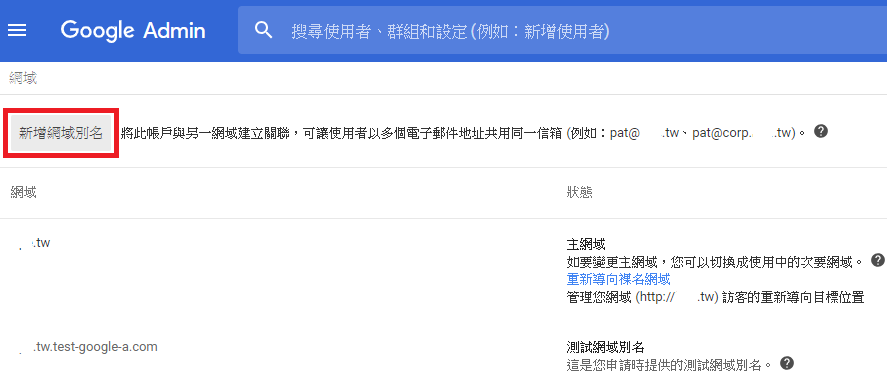 Google Admin
搜尋使用者、群組和設定 (例如：新增使用者)
網域
新增網域別名
將此帳戶與另一網域建立關聯，可讓使用者以多個電子郵件地址共用同一信箱 (例如：pat@ .tw、pat@corp. .tw)。
網域
狀態
.tw
主網域
如要變更主網域，您可以切換成使用中的次要網域。
重新導向裸名網域
管理您網域 (http:// .tw) 訪客的重新導向目標位置
.tw.test-google-a.com
測試網域別名
這是您申請時提供的測試網域別名。